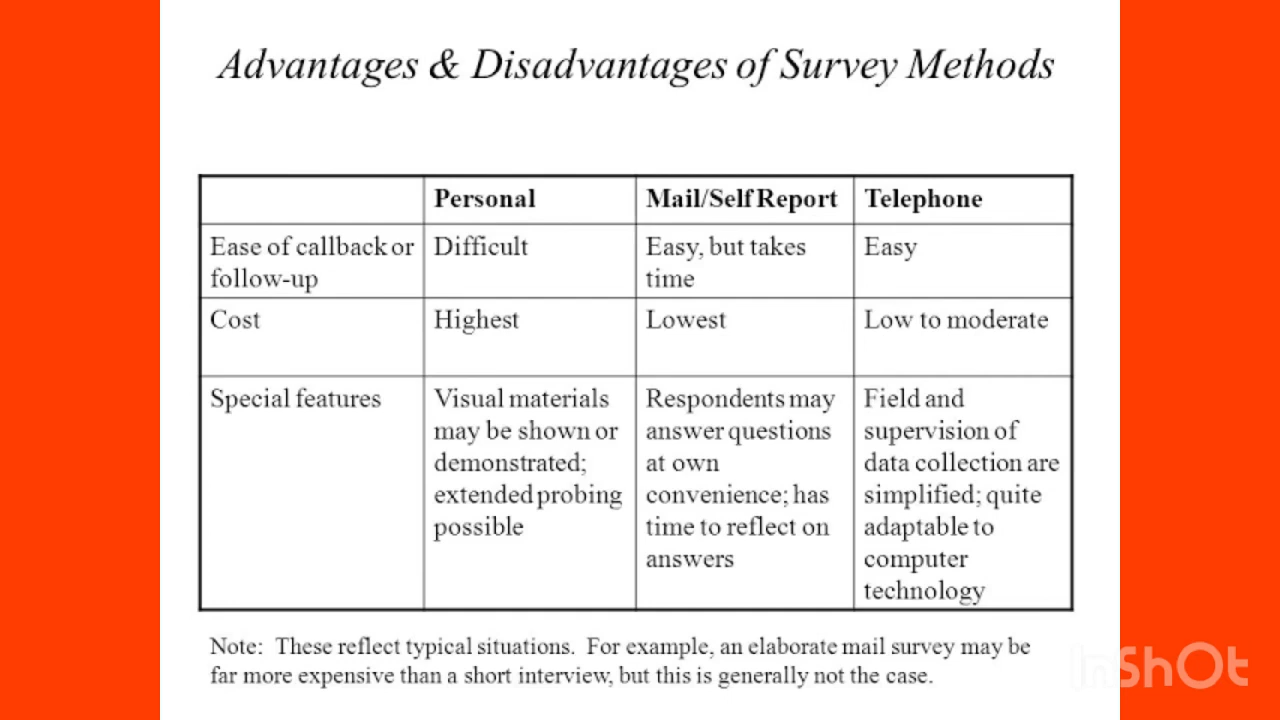 Advantages & Disadvantages of Survey Methods
Personal
Mail/Self Report
Telephone
Ease of callback or
follow-up
Difficult
Easy, but takes
time
Easy
Cost
Highest
Lowest
Low to moderate
Special features
Visual materials
may be shown or
demonstrated;
extended probing
possible
Respondents may
answer questions
at own
convenience; has
time to reflect on
answers
Field and
supervision of
data collection are
simplified; quite
adaptable to
computer
technology
Note: These reflect typical situations. For example, an elaborate mail survey may be
far more expensive than a short interview, but this is generally not the case.
InShOt